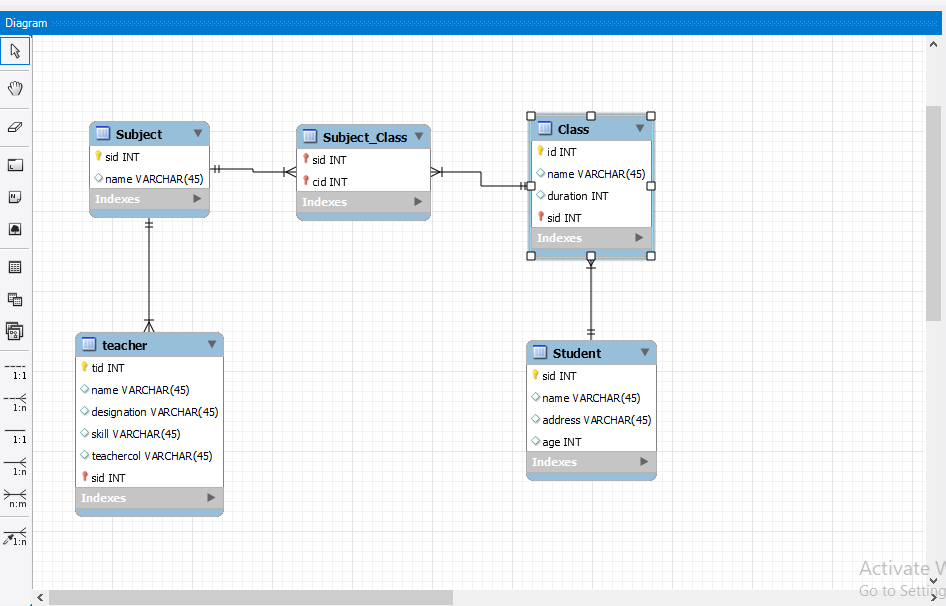 Diagram
Subject
sid INT
name VARCHAR(45)
Indexes
Subject_Class
sid INT
cid INT
Indexes
Class
id INT
name VARCHAR(45)
duration INT
sid INT
Indexes
teacher
tid INT
name VARCHAR(45)
designation VARCHAR(45)
skill VARCHAR(45)
teachercol VARCHAR(45)
sid INT
Indexes
Student
sid INT
name VARCHAR(45)
address VARCHAR(45)
age INT
Indexes
1:1
1:n
1:1
1:n
n:m
1:n
Activate W
Go to Setting